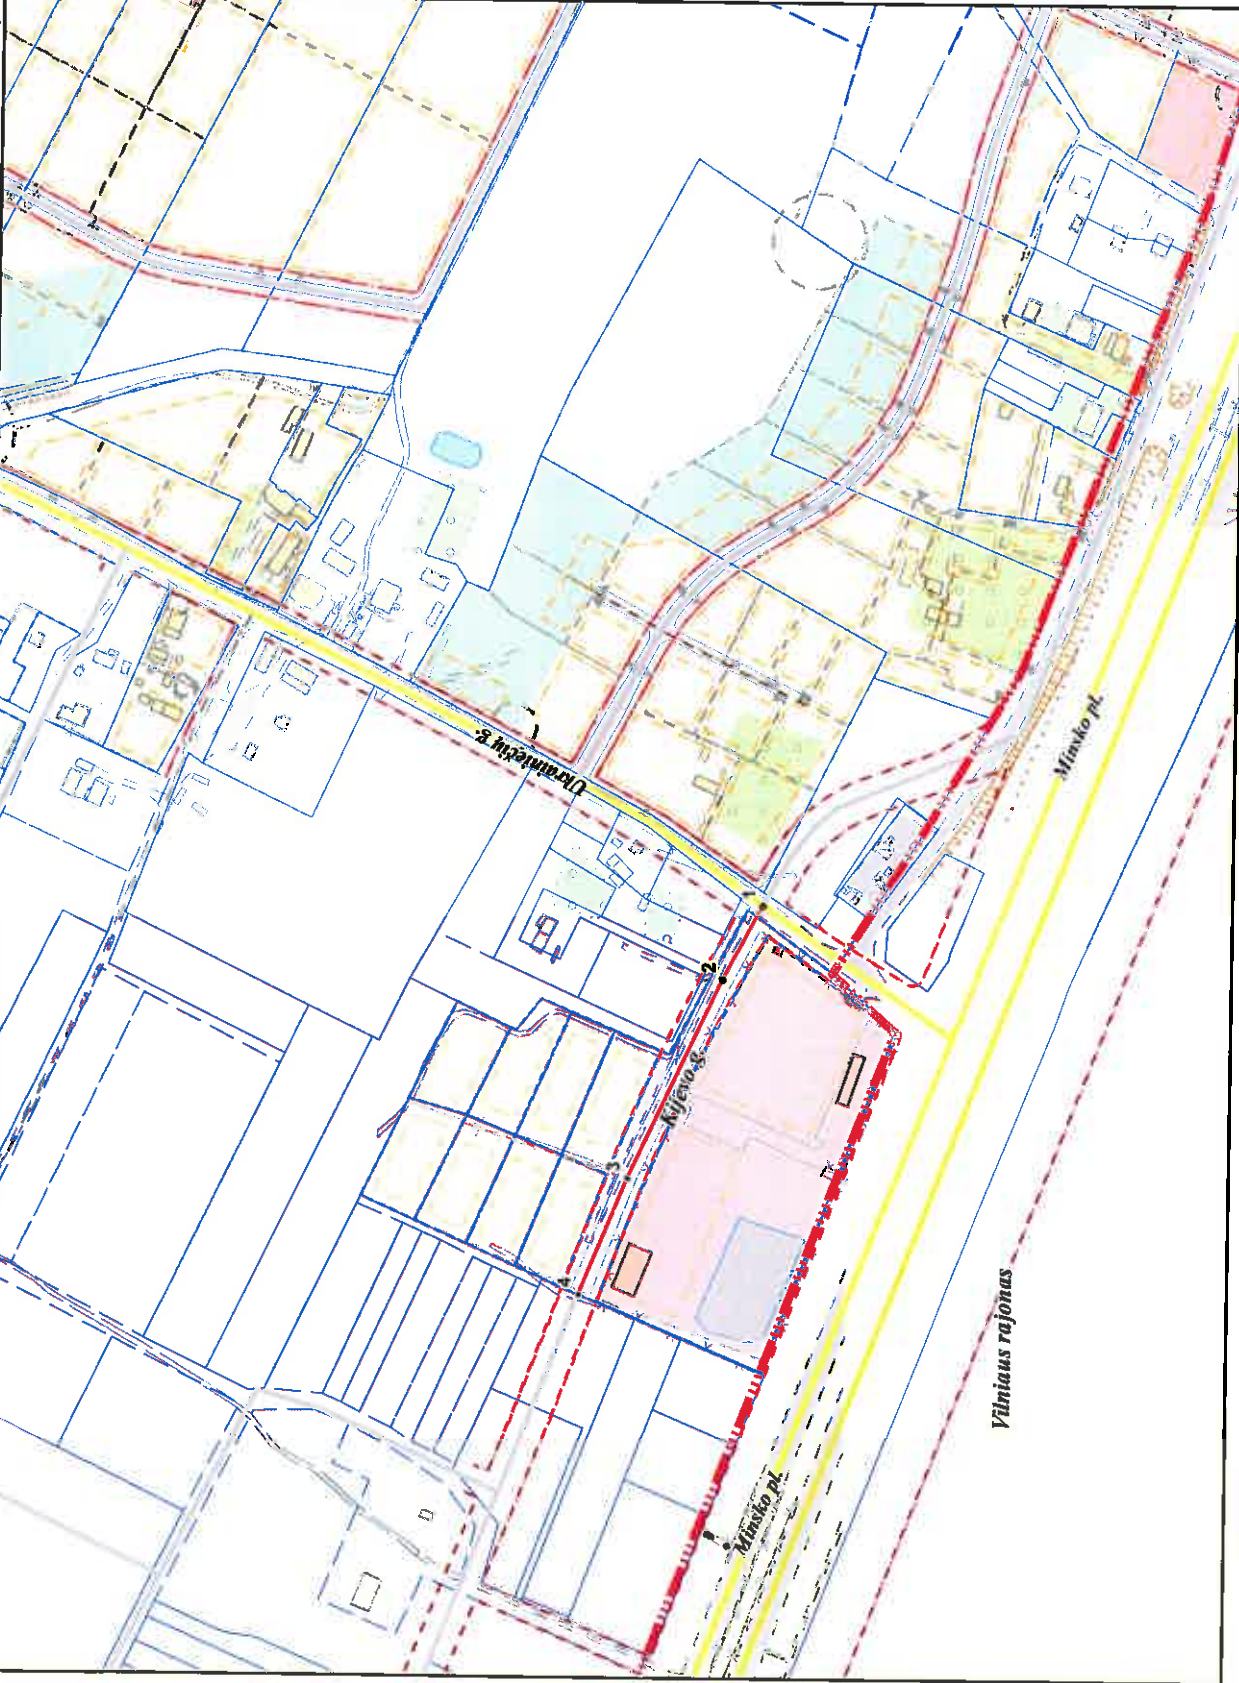 Ukrainiečių g.
Minsko pl.
1
2
Kijevo g.
3
4
Vilniaus rajonas
Minsko pl.